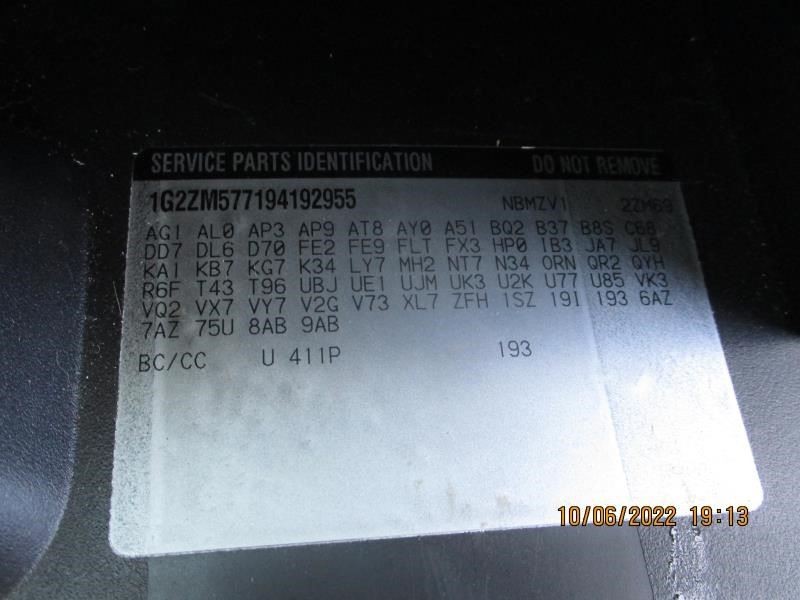 SERVICE PARTS IDENTIFICATION DO NOT REMOVE
1G2ZM577194192955 NBMZV1 2ZM69
AG1 AL0 AP3 AP9 AT8 AY0 A51 BQ2 B37 B8S C68
DD7 DL6 D70 FE2 FE9 FLT FX3 HP0 IB3 JA7 JL9
KA1 KB7 KG7 K34 LY7 MH2 NT7 N34 ORN QR2 QYH
R6F T43 T96 UBJ UE1 UJM UK3 U2K U77 U85 VK3
VQ2 VX7 VY7 V2G V73 XL7 ZFH 1SZ 19I 193 6AZ
7AZ 75U 8AB 9AB
BC/CC U 411P 193
10/06/2022 19:13